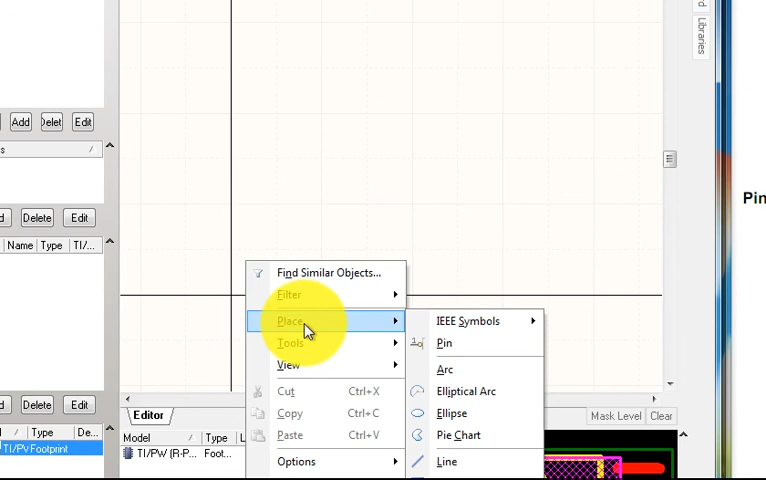 Libraries
Add Delet Edit
s
Pin
Delete Edit
Name Type TI/...
Find Similar Objects...
Filter
Place
IEEE Symbols
Tools
Pin
View
Arc
Cut Ctrl+X
Elliptical Arc
Copy Ctrl+C
Ellipse
Paste Ctrl+V
Pie Chart
Options
Line
Delete Edit
Type De...
TI/PV Footprint
Editor
Mask Level Clear
Model Type L
TI/PW (R-P... Foot...